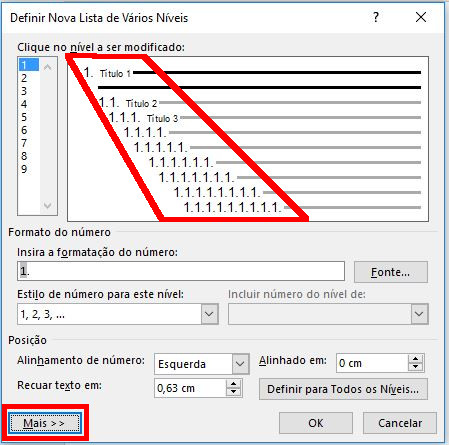 Definir Nova Lista de Vários Níveis
Clique no nível a ser modificado:
1
2
3
4
5
6
7
8
9
1. Título 1
1.1. Título 2
1.1.1. Título 3
1.1.1.1.
1.1.1.1.1.
1.1.1.1.1.1.
1.1.1.1.1.1.1.
1.1.1.1.1.1.1.1.
1.1.1.1.1.1.1.1.1.
Formato do número
Insira a formatação do número:
1.
Fonte...
Estilo de número para este nível:
Incluir número do nível de:
1, 2, 3, ...
Posição
Alinhamento de número:
Esquerda
Alinhado em:
0 cm
Recuar texto em:
0,63 cm
Definir para Todos os Níveis...
Mais >>
OK
Cancelar